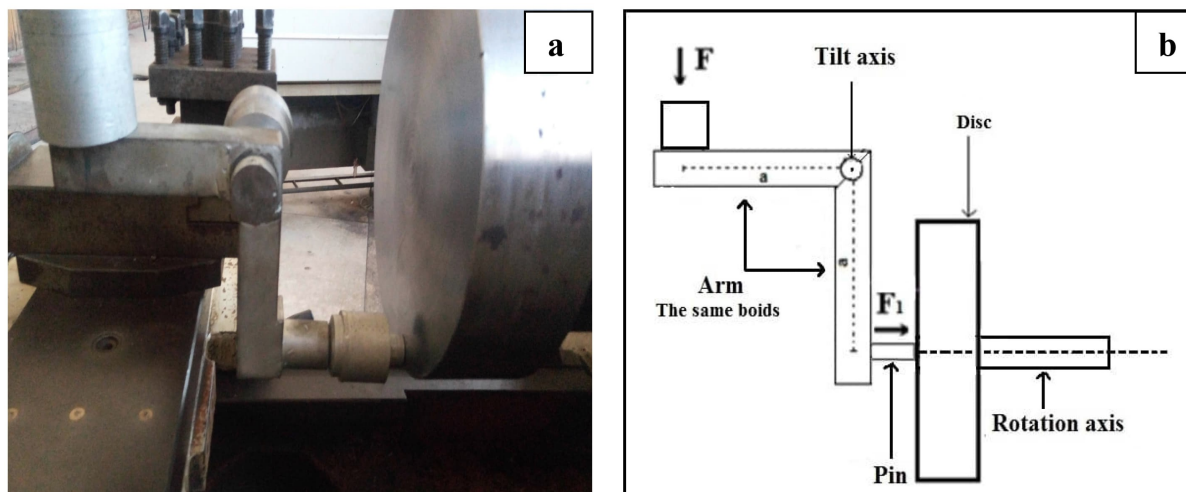 a
b
F
Tilt axis
Disc
a
a
Arm
The same boids
F1
Rotation axis
Pin